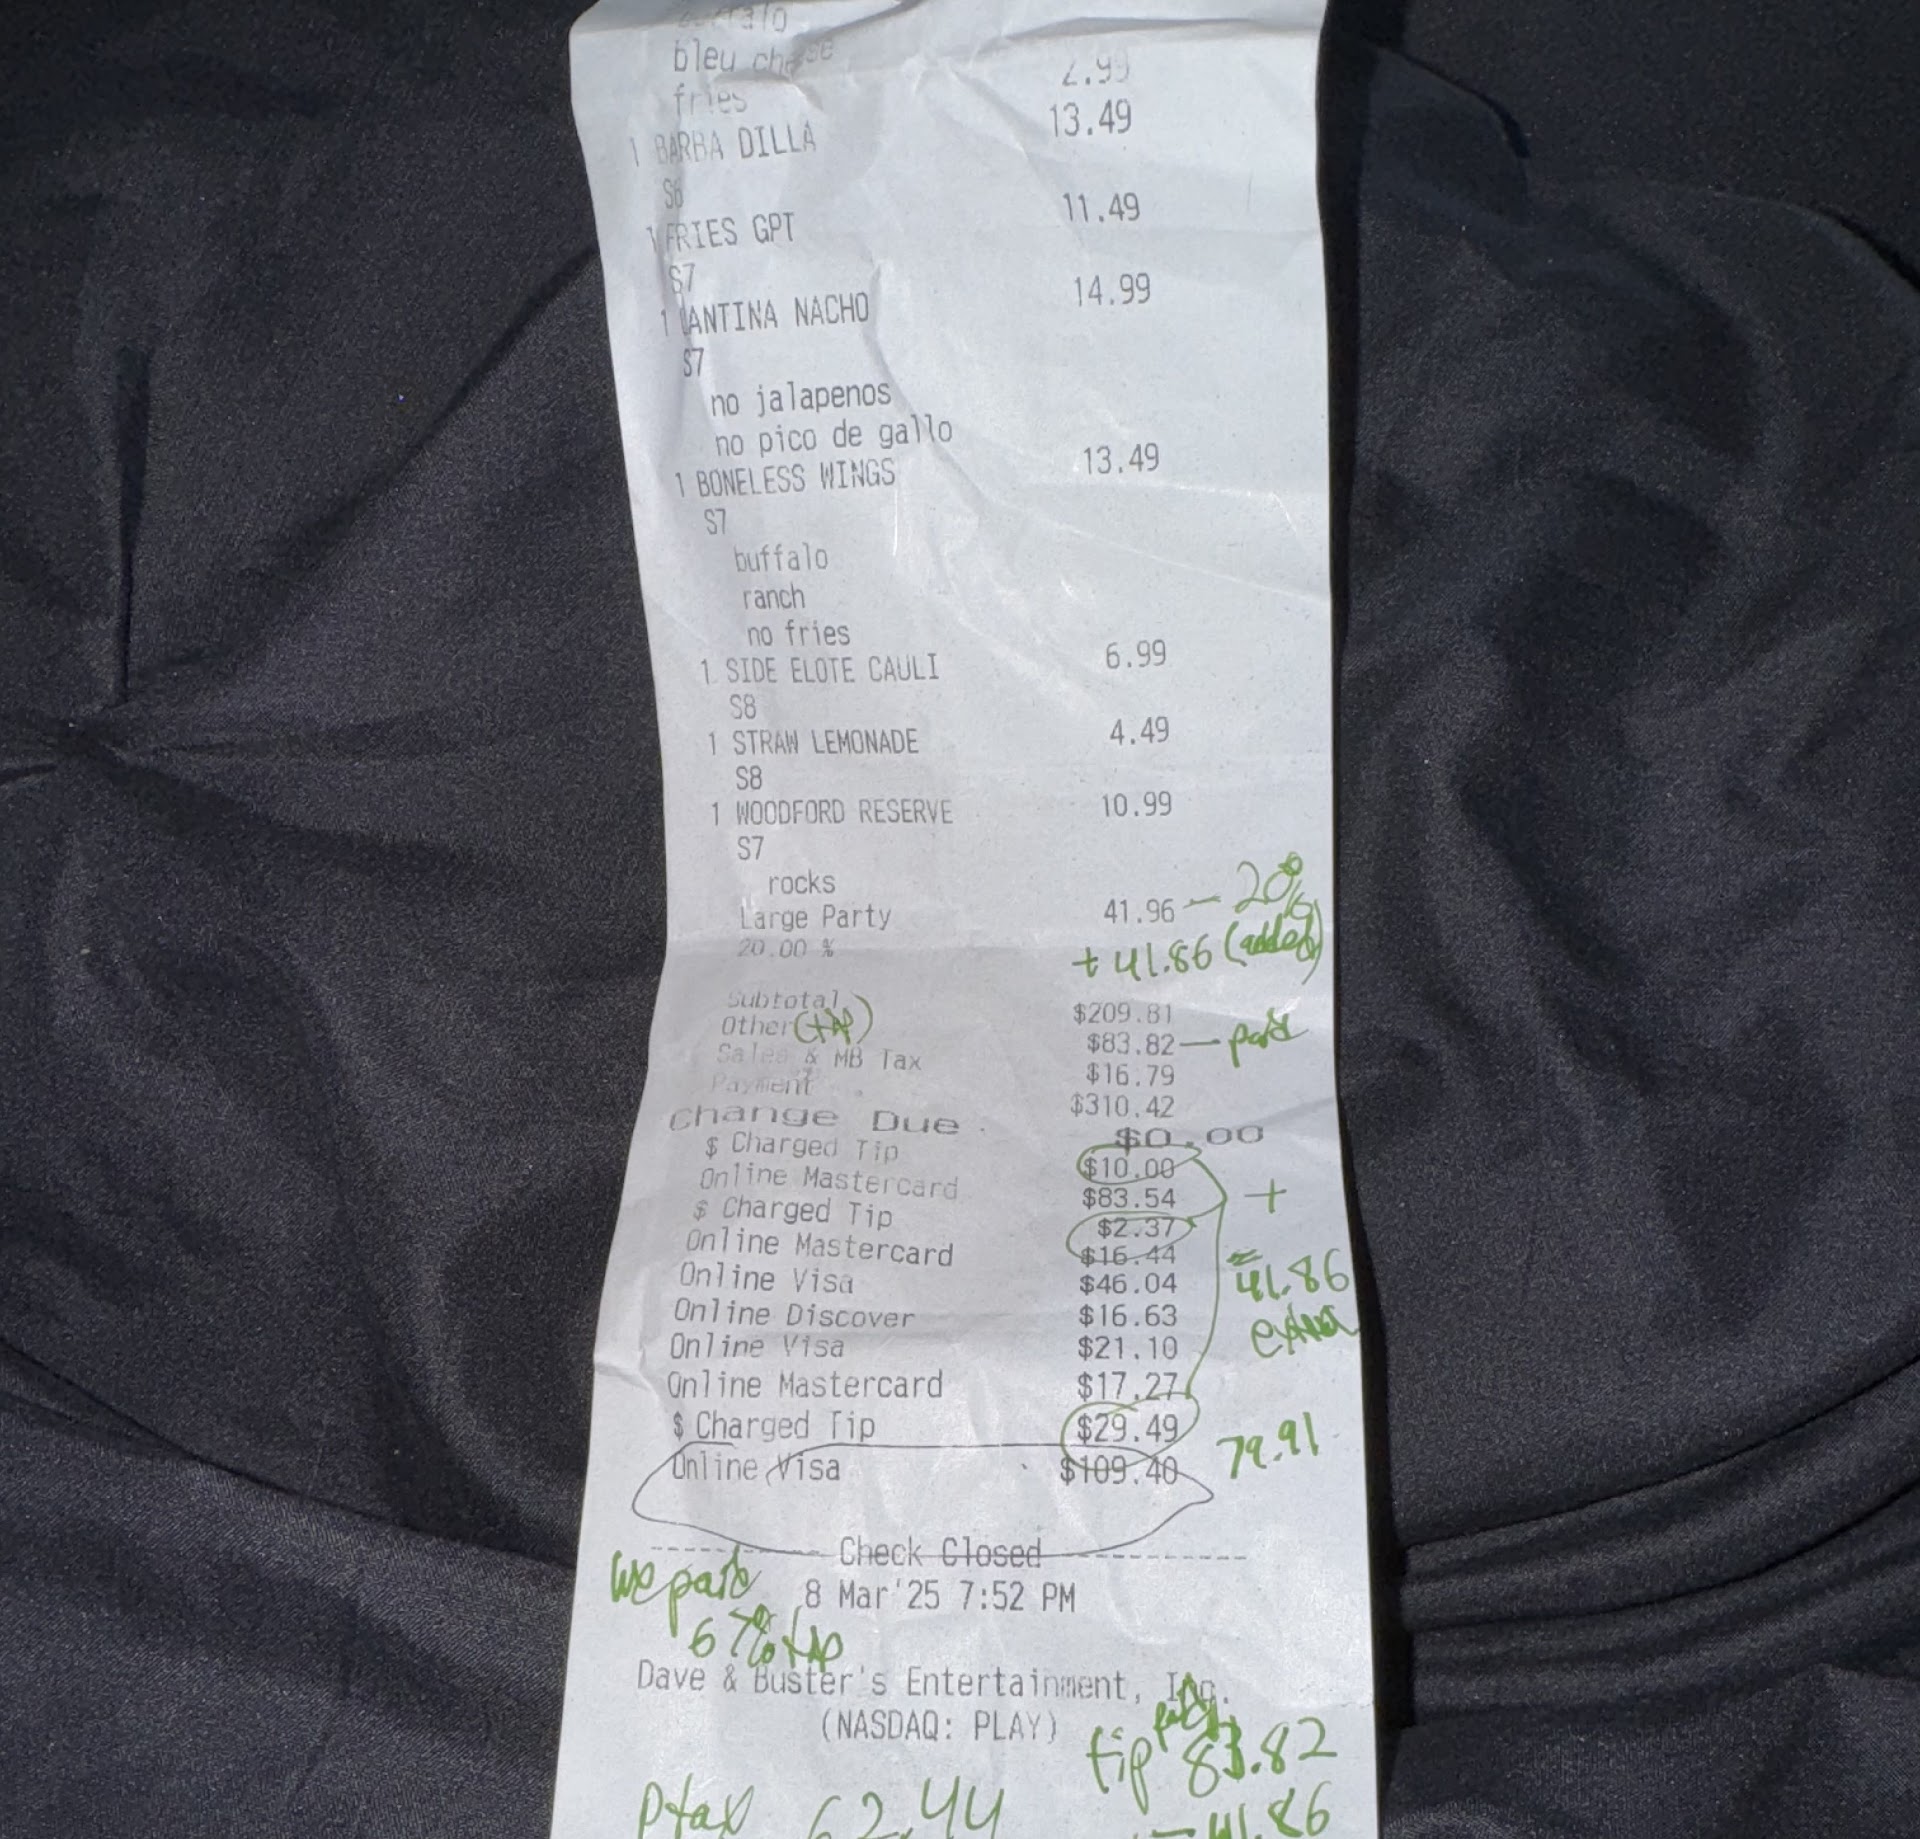 bleu cheese
fries 2.99
1 BARBA DILLA 13.49
S6
1 FRIES GPT 11.49
S7
1 CANTINA NACHO 14.99
S7
no jalapenos
no pico de gallo
1 BONELESS WINGS 13.49
S7
buffalo
ranch
no fries
1 SIDE ELOTE CAULI 6.99
S8
1 STRAW LEMONADE 4.49
S8
1 WOODFORD RESERVE 10.99
S7
rocks
Large Party 41.96 — 20%
20.00 % + 41.86 (added)
Subtotal $209.81
Other (tip) $83.82 — paid
Sales & MB Tax $16.79
Payment $310.42
Change Due $0.00
$ Charged Tip $10.00
Online Mastercard $83.54 +
$ Charged Tip $2.37
Online Mastercard $16.44
Online Visa $46.04 = 41.86
Online Discover $16.63 extra
Online Visa $21.10
Online Mastercard $17.27
$ Charged Tip $29.49 79.91
Online Visa $109.40
Check Closed
we paid 8 Mar'25 7:52 PM
67% tip
Dave & Buster's Entertainment, Inc.
(NASDAQ: PLAY)
tip paid 83.82
62.44 - 41.86